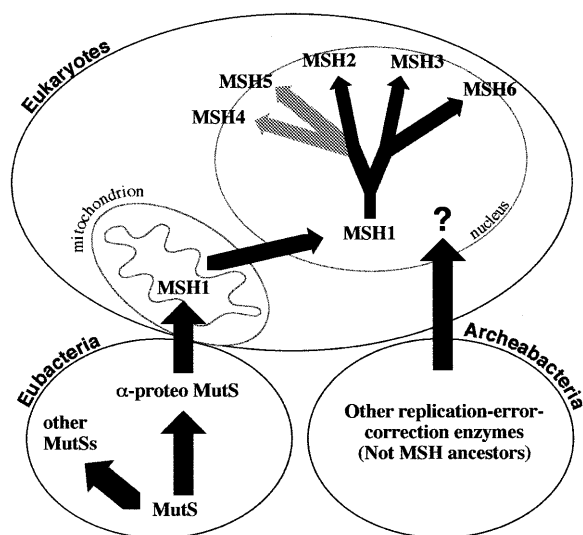 Eukaryotes
MSH2
MSH3
MSH5
MSH6
MSH4
mitochondrion
MSH1
?
nucleus
MSH1
Eubacteria
Archeabacteria
α-proteo MutS
other
MutSs
MutS
Other replication-error-
correction enzymes
(Not MSH ancestors)